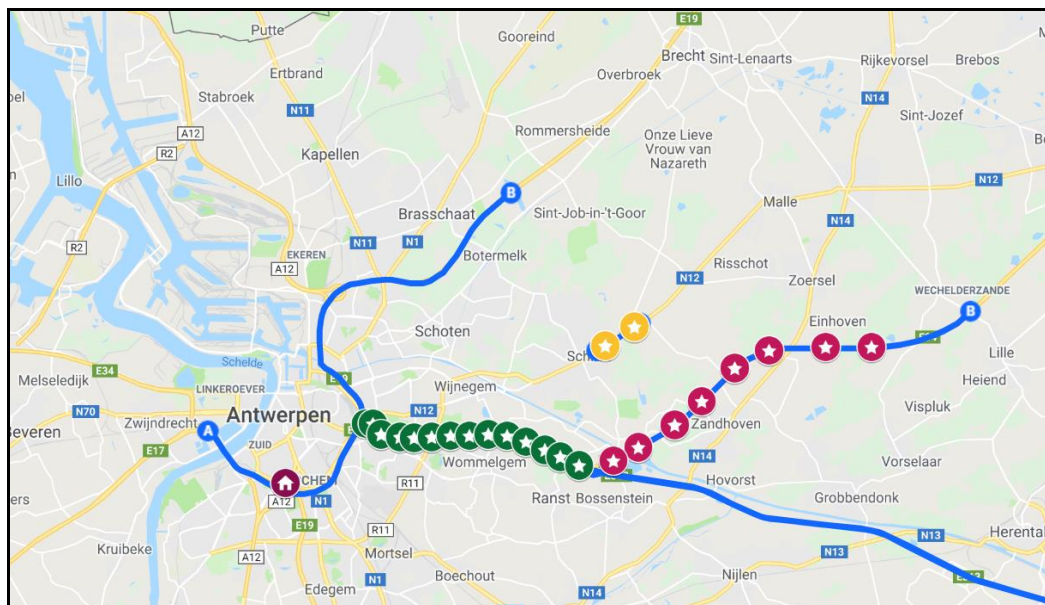 Putte
Gooreind
E19
Brecht
Sint-Lenaarts
Rijkevorsel
Brebos
Ertbrand
Overbroek
Stabroek
N11
N14
Sint-Jozef
A12
Rommersheide
Onze Lieve
Vrouw van
Nazareth
R2
Kapellen
Lillo
N12
B
Malle
Brasschaat
Sint-Job-in-'t-Goor
N14
R2
N11
N1
EKEREN
Botermelk
A12
N12
Risschot
Zoersel
WECHELDERZANDE
B
Schoten
Einhoven
Schelde
Lille
E34
Melseledijk
LINKEROEVER
Wijnegem
Heiend
N70
Zwijndrecht
Antwerpen
N12
Zandhoven
Vispluk
Beveren
A
E17
ZUID
Wommelgem
N14
Vorselaar
CHEM
R11
Hovorst
A12
N1
Ranst
Bossenstein
Grobbendonk
E19
R11
N13
Kruibeke
A12
Mortsel
N13
N1
Boechout
Nijlen
Edegem
N14